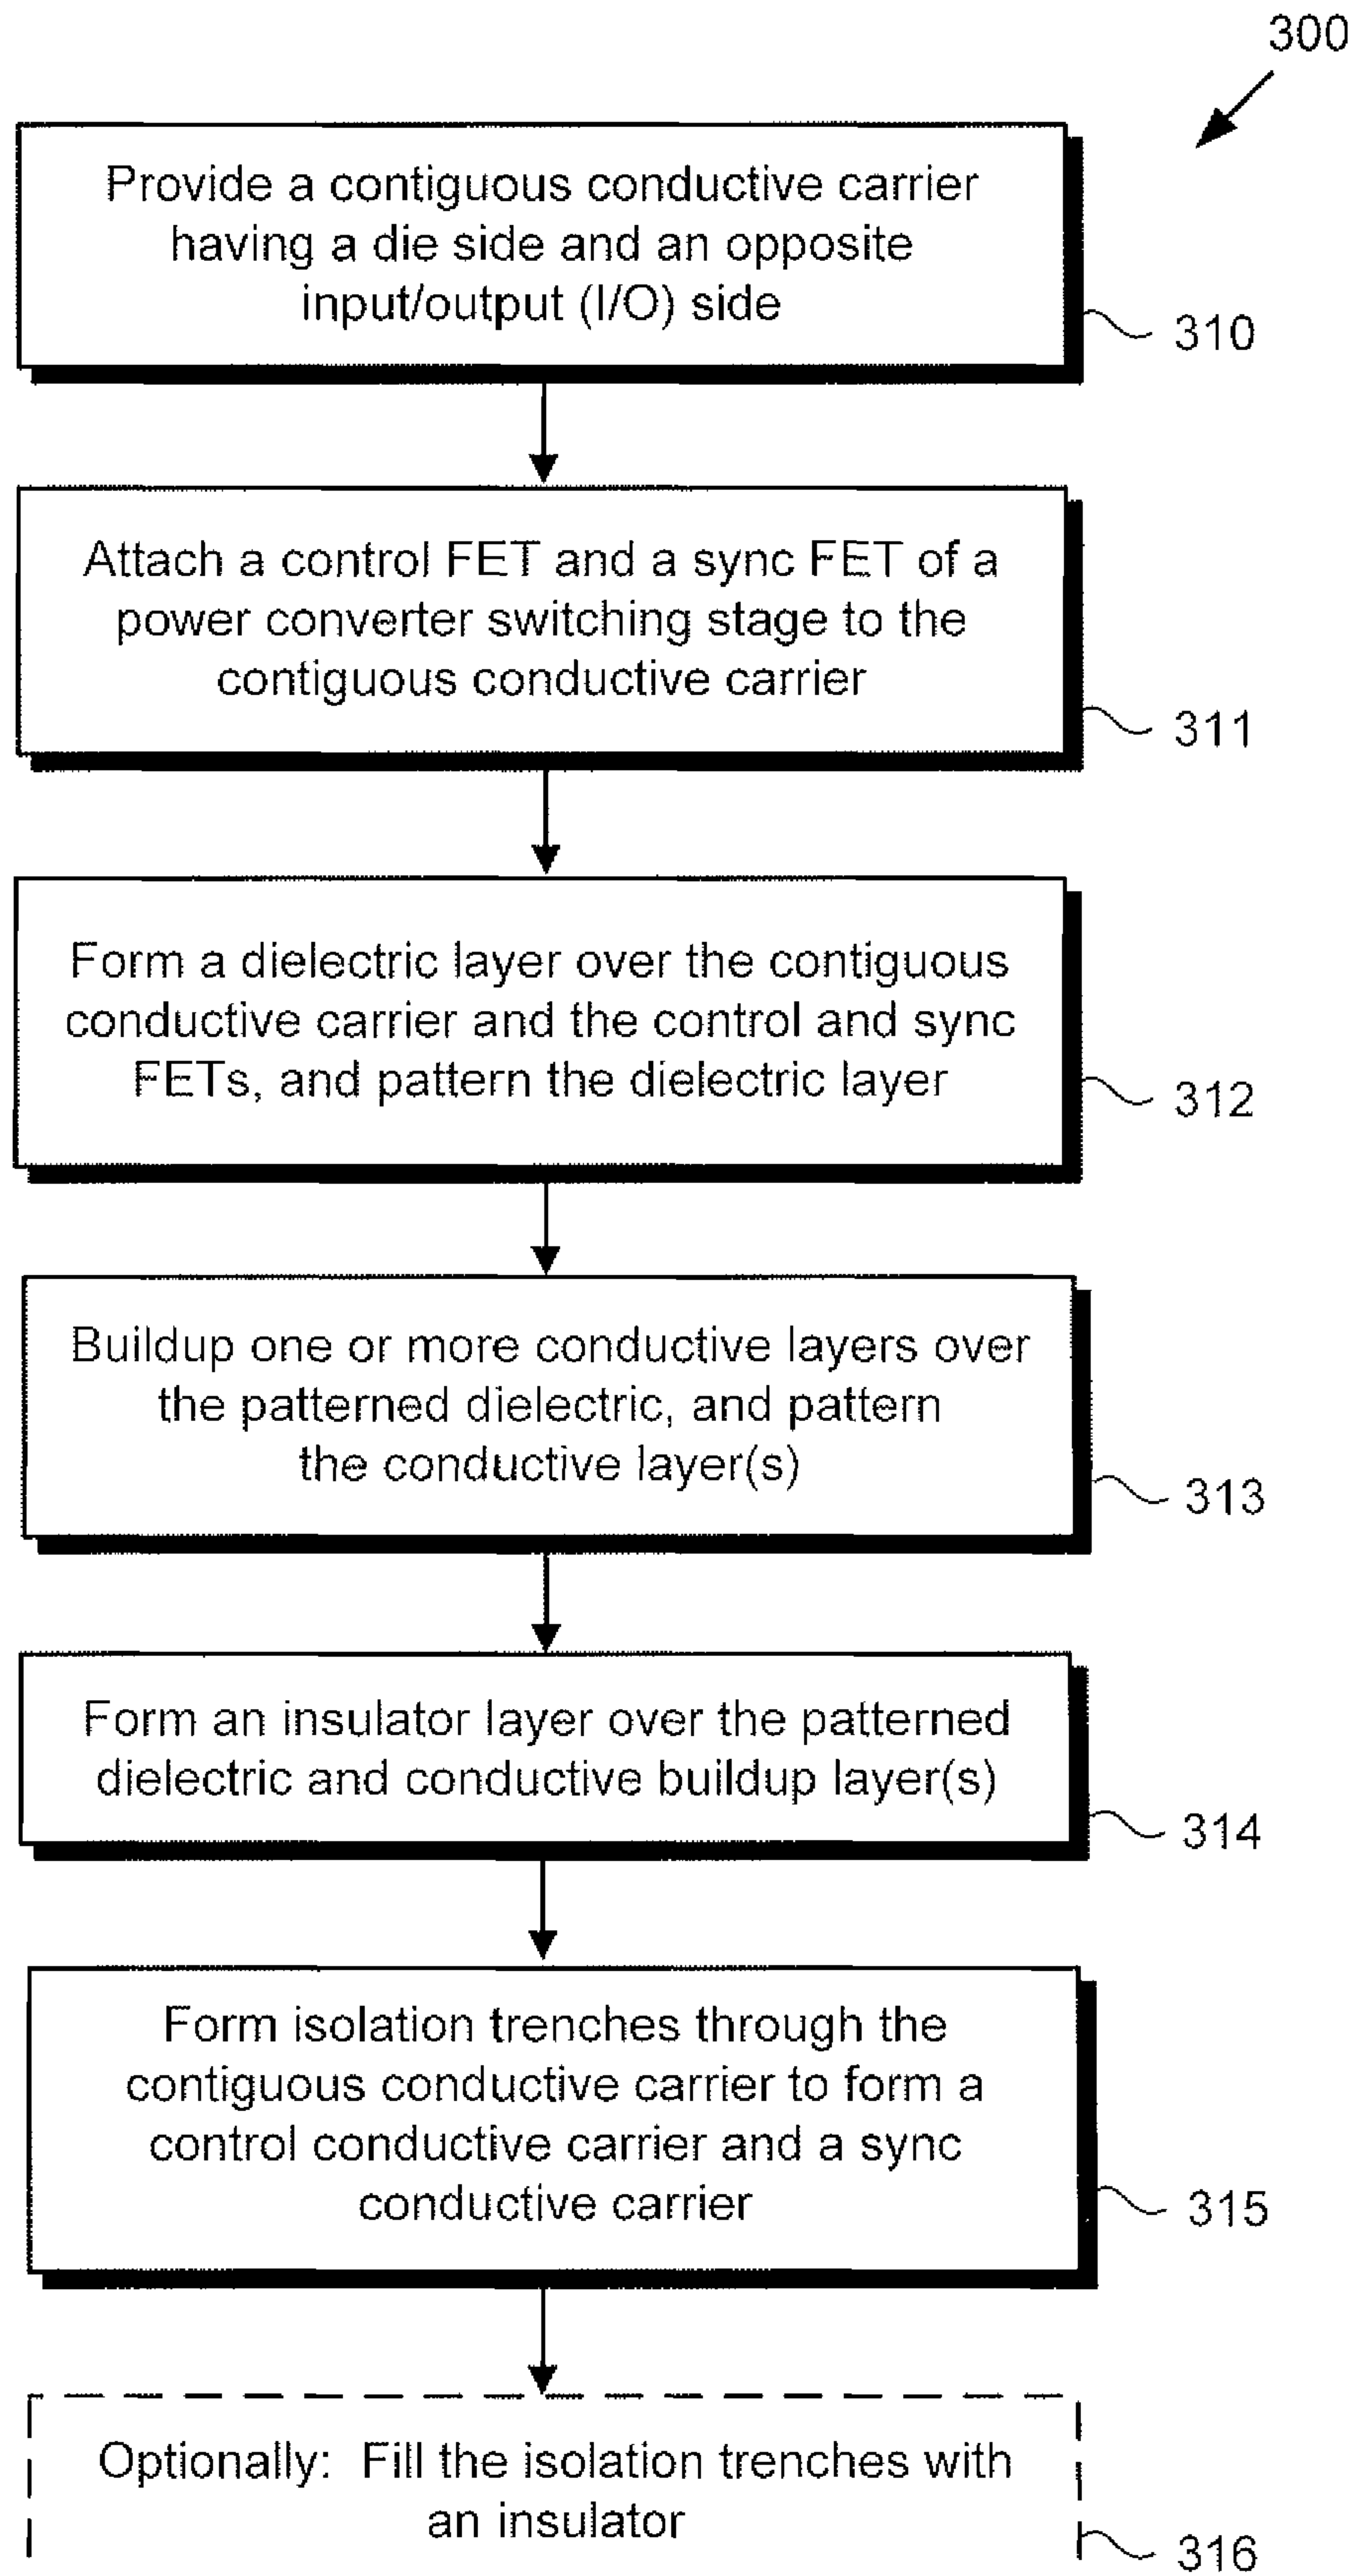 300
Provide a contiguous conductive carrier
having a die side and an opposite
input/output (I/O) side
310
Attach a control FET and a sync FET of a
power converter switching stage to the
contiguous conductive carrier
311
Form a dielectric layer over the contiguous
conductive carrier and the control and sync
FETs, and pattern the dielectric layer
312
Buildup one or more conductive layers over
the patterned dielectric, and pattern
the conductive layer(s)
313
Form an insulator layer over the patterned
dielectric and conductive buildup layer(s)
314
Form isolation trenches through the
contiguous conductive carrier to form a
control conductive carrier and a sync
conductive carrier
315
Optionally: Fill the isolation trenches with
an insulator
316